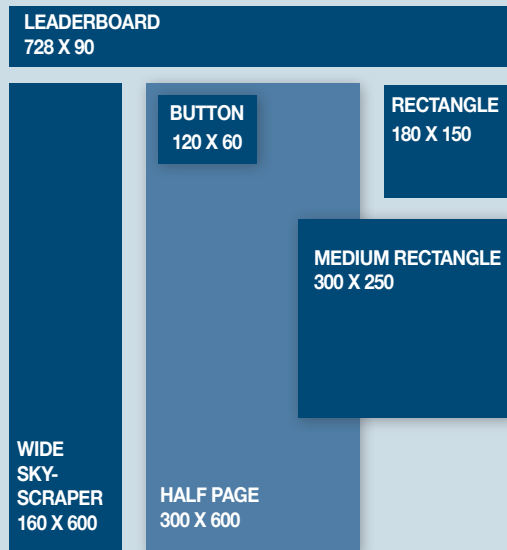 LEADERBOARD
728 X 90
BUTTON
120 X 60
RECTANGLE
180 X 150
MEDIUM RECTANGLE
300 X 250
WIDE
SKY-
SCRAPER
160 X 600
HALF PAGE
300 X 600